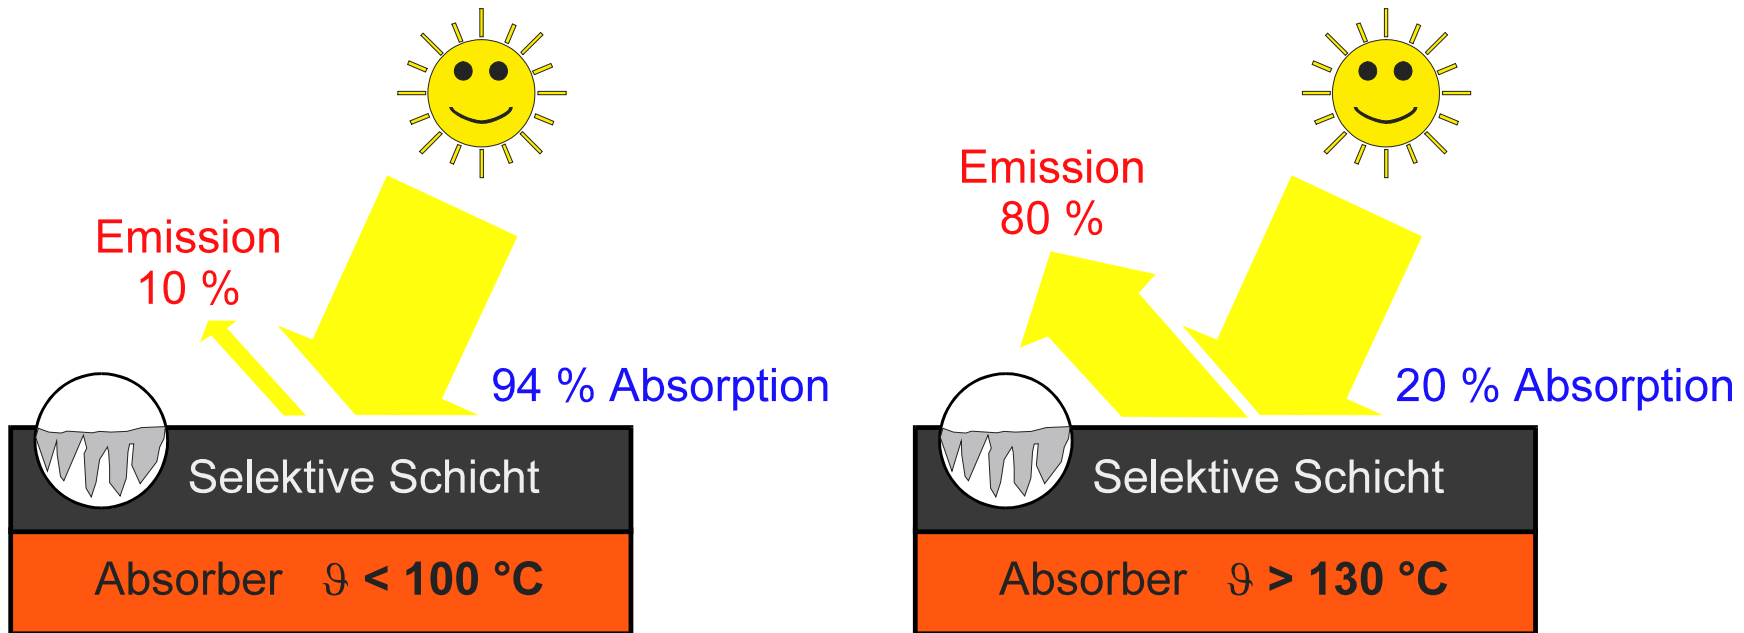 Emission
10 %
94 % Absorption
Selektive Schicht
Absorber ϑ < 100 °C
Emission
80 %
20 % Absorption
Selektive Schicht
Absorber ϑ > 130 °C